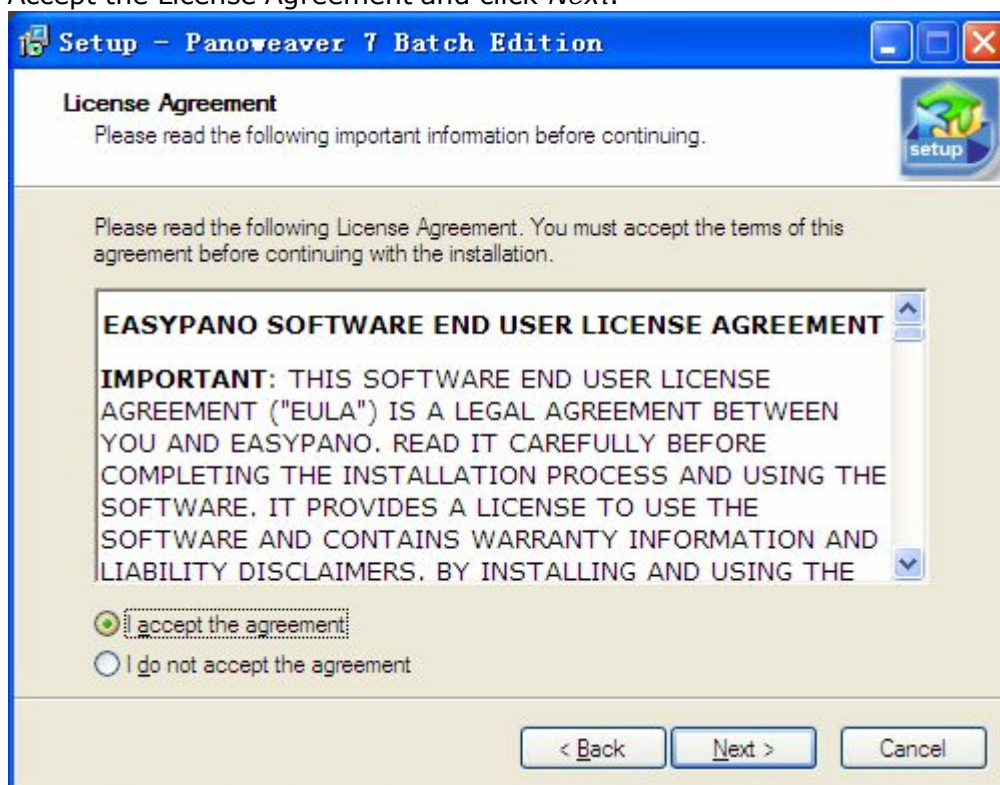 Accept the License Agreement and click Next.
Setup - Panoweaver 7 Batch Edition
License Agreement
Please read the following important information before continuing.
setup
Please read the following License Agreement. You must accept the terms of this
agreement before continuing with the installation.
EASYPANO SOFTWARE END USER LICENSE AGREEMENT
IMPORTANT: THIS SOFTWARE END USER LICENSE
AGREEMENT ("EULA") IS A LEGAL AGREEMENT BETWEEN
YOU AND EASYPANO. READ IT CAREFULLY BEFORE
COMPLETING THE INSTALLATION PROCESS AND USING THE
SOFTWARE. IT PROVIDES A LICENSE TO USE THE
SOFTWARE AND CONTAINS WARRANTY INFORMATION AND
LIABILITY DISCLAIMERS. BY INSTALLING AND USING THE
I accept the agreement
I do not accept the agreement
< Back Next > Cancel